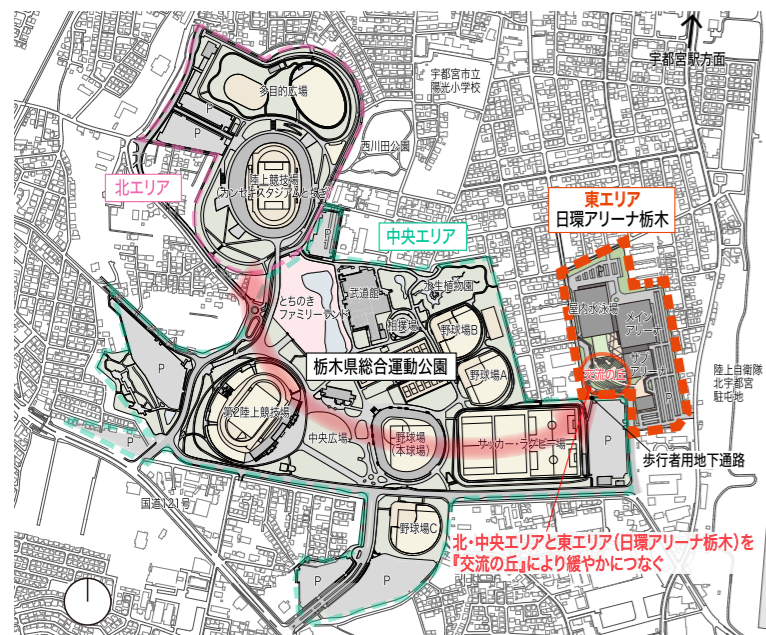 宇都宮駅方面
宇都宮市立
陽光小学校
多目的広場
P
P
西川田公園
北エリア
陸上競技場
カンセキスタジアムとちぎ
東エリア
日環アリーナ栃木
中央エリア
P
水生植物園
武道館
とちのき
ファミリーランド
相撲場
野球場B
屋内水泳場
メイン
アリーナ
サブ
アリーナ
交流の丘
陸上自衛隊
北宇都宮
駐屯地
P
栃木県総合運動公園
野球場A
P
第2陸上競技場
中央広場
野球場
(本球場)
サッカー・ラグビー場
P
P
歩行者用地下通路
国道121号
野球場C
北・中央エリアと東エリア(日環アリーナ栃木)を
『交流の丘』により緩やかにつなぐ
P
P